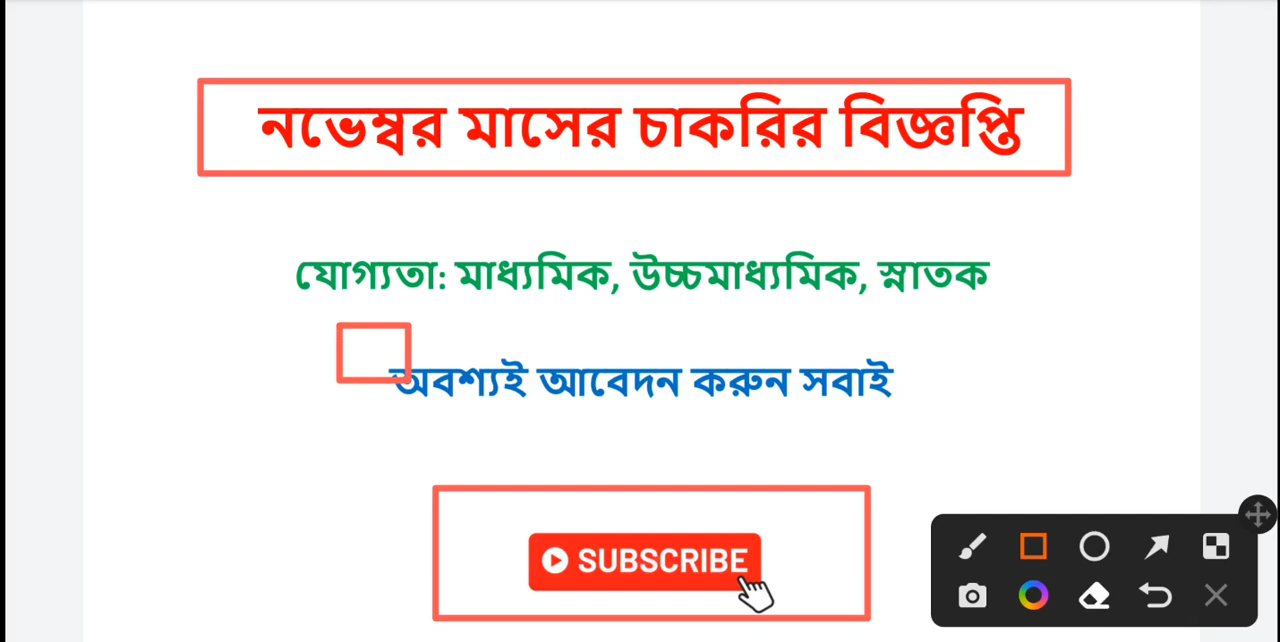 নভেম্বর মাসের চাকরির বিজ্ঞপ্তি
যোগ্যতা: মাধ্যমিক, উচ্চমাধ্যমিক, স্নাতক
অবশ্যই আবেদন করুন সবাই
SUBSCRIBE